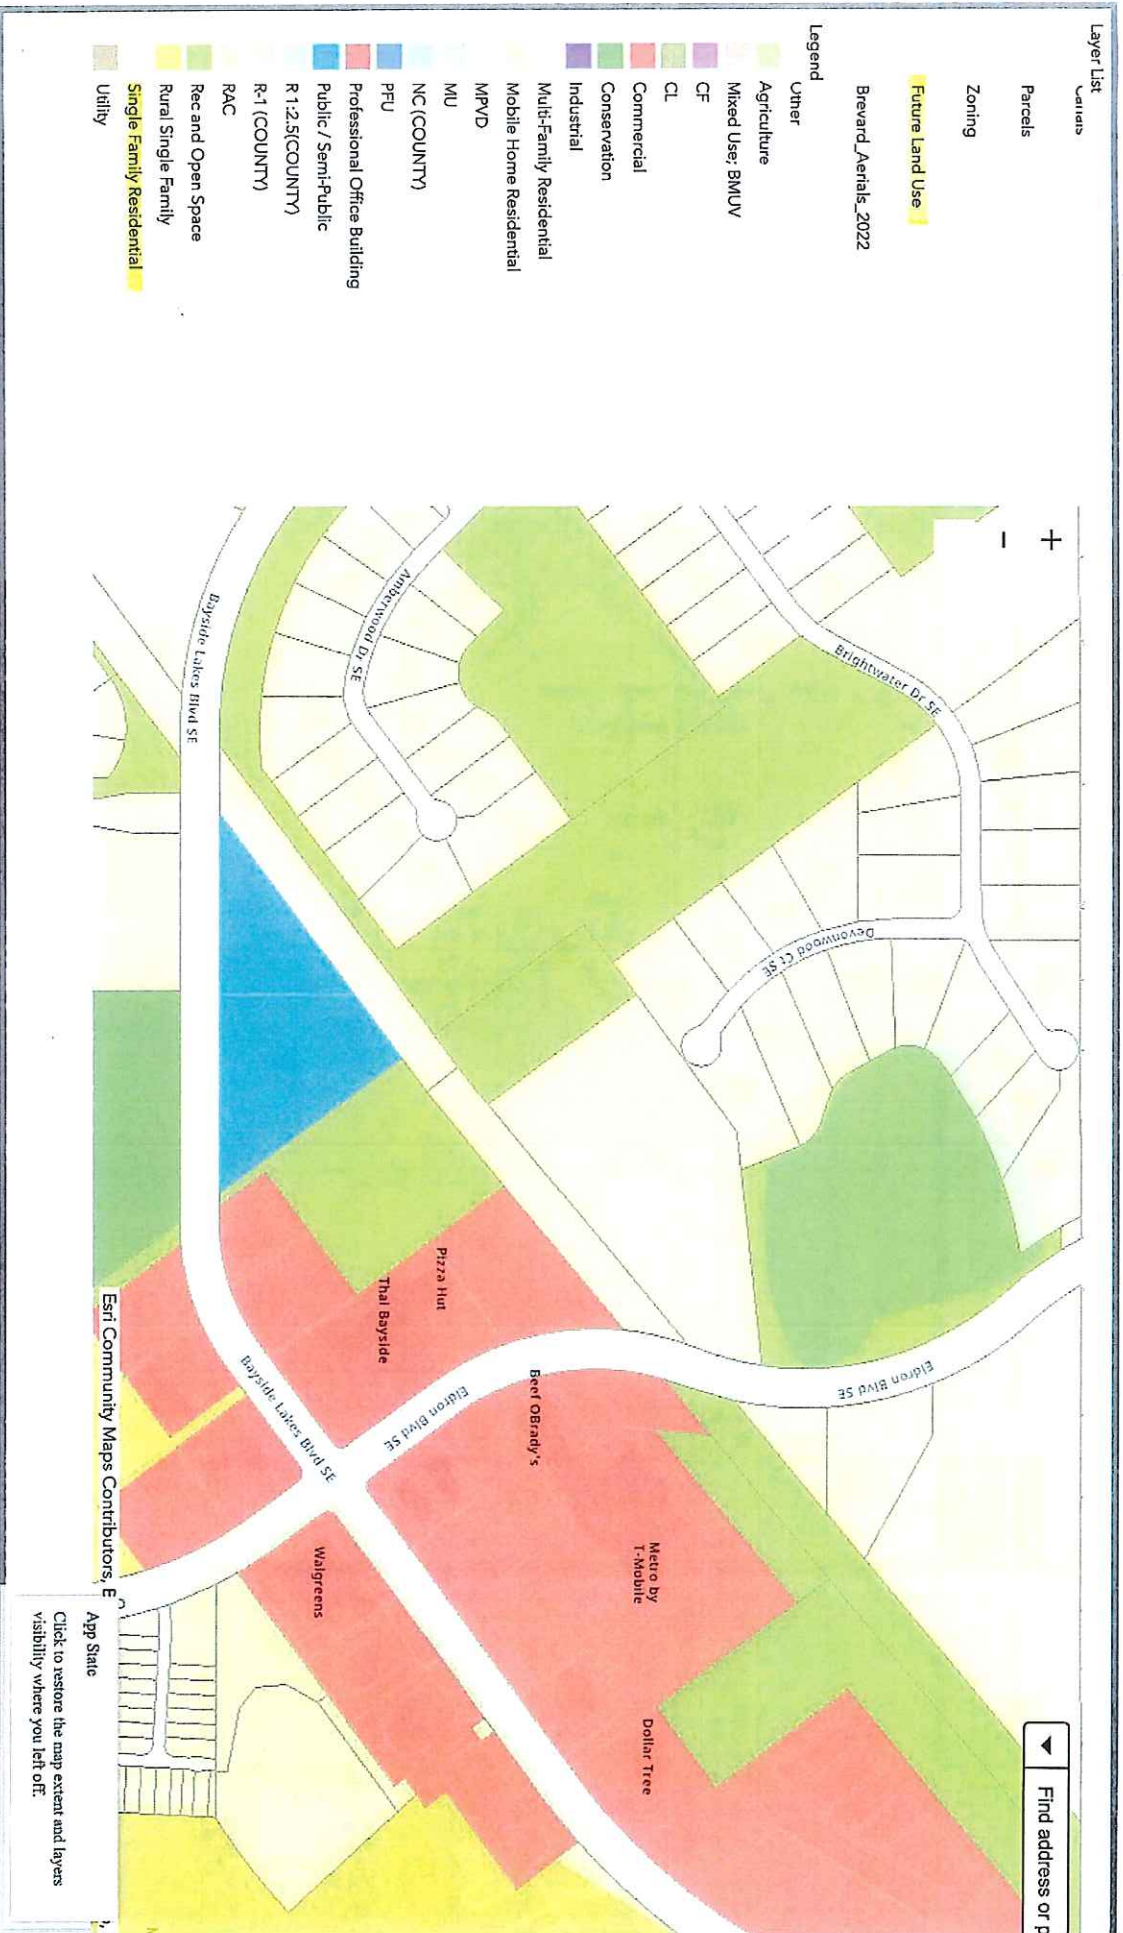 Layer List
Parcels
Zoning
Future Land Use
Brevard_Aerials_2022
Other
Legend
Agriculture
Mixed Use; BMUV
CF
CL
Commercial
Conservation
Industrial
Multi-Family Residential
Mobile Home Residential
MPVD
MU
NC (COUNTY)
PFU
Professional Office Building
Public / Semi-Public
R 1:2.5(COUNTY)
R-1 (COUNTY)
RAC
Rec and Open Space
Rural Single Family
Single Family Residential
Utility
+
−
Find address or p
Brightwater Dr SE
Devonwood Ct SE
Amberwood Dr SE
Bayside Lakes Blvd SE
Eldron Blvd SE
Pizza Hut
Thai Bayside
Beef OBrady's
Eldron Blvd SE
Metro by
T-Mobile
Dollar Tree
Bayside Lakes Blvd SE
Walgreens
Esri Community Maps Contributors, E
App State
Click to restore the map extent and layers
visibility where you left off.